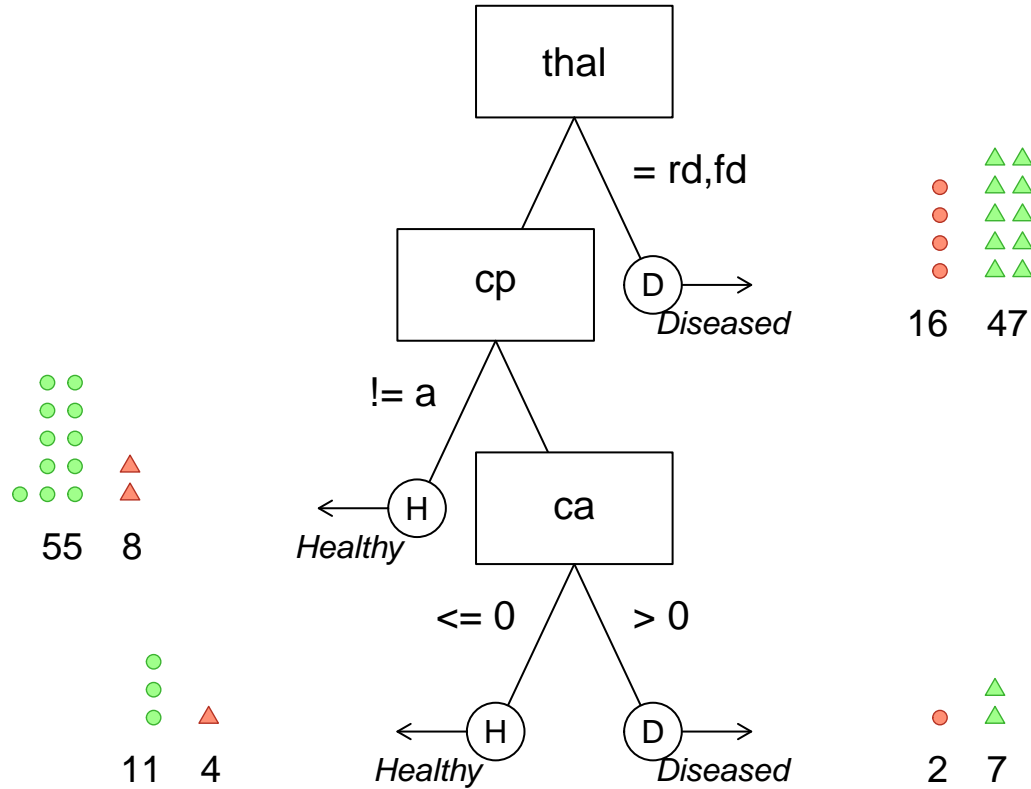 thal
= rd,fd
cp
D
Diseased
16 47
!= a
H
Healthy
55 8
ca
<= 0 > 0
H
Healthy
D
Diseased
11 4
2 7